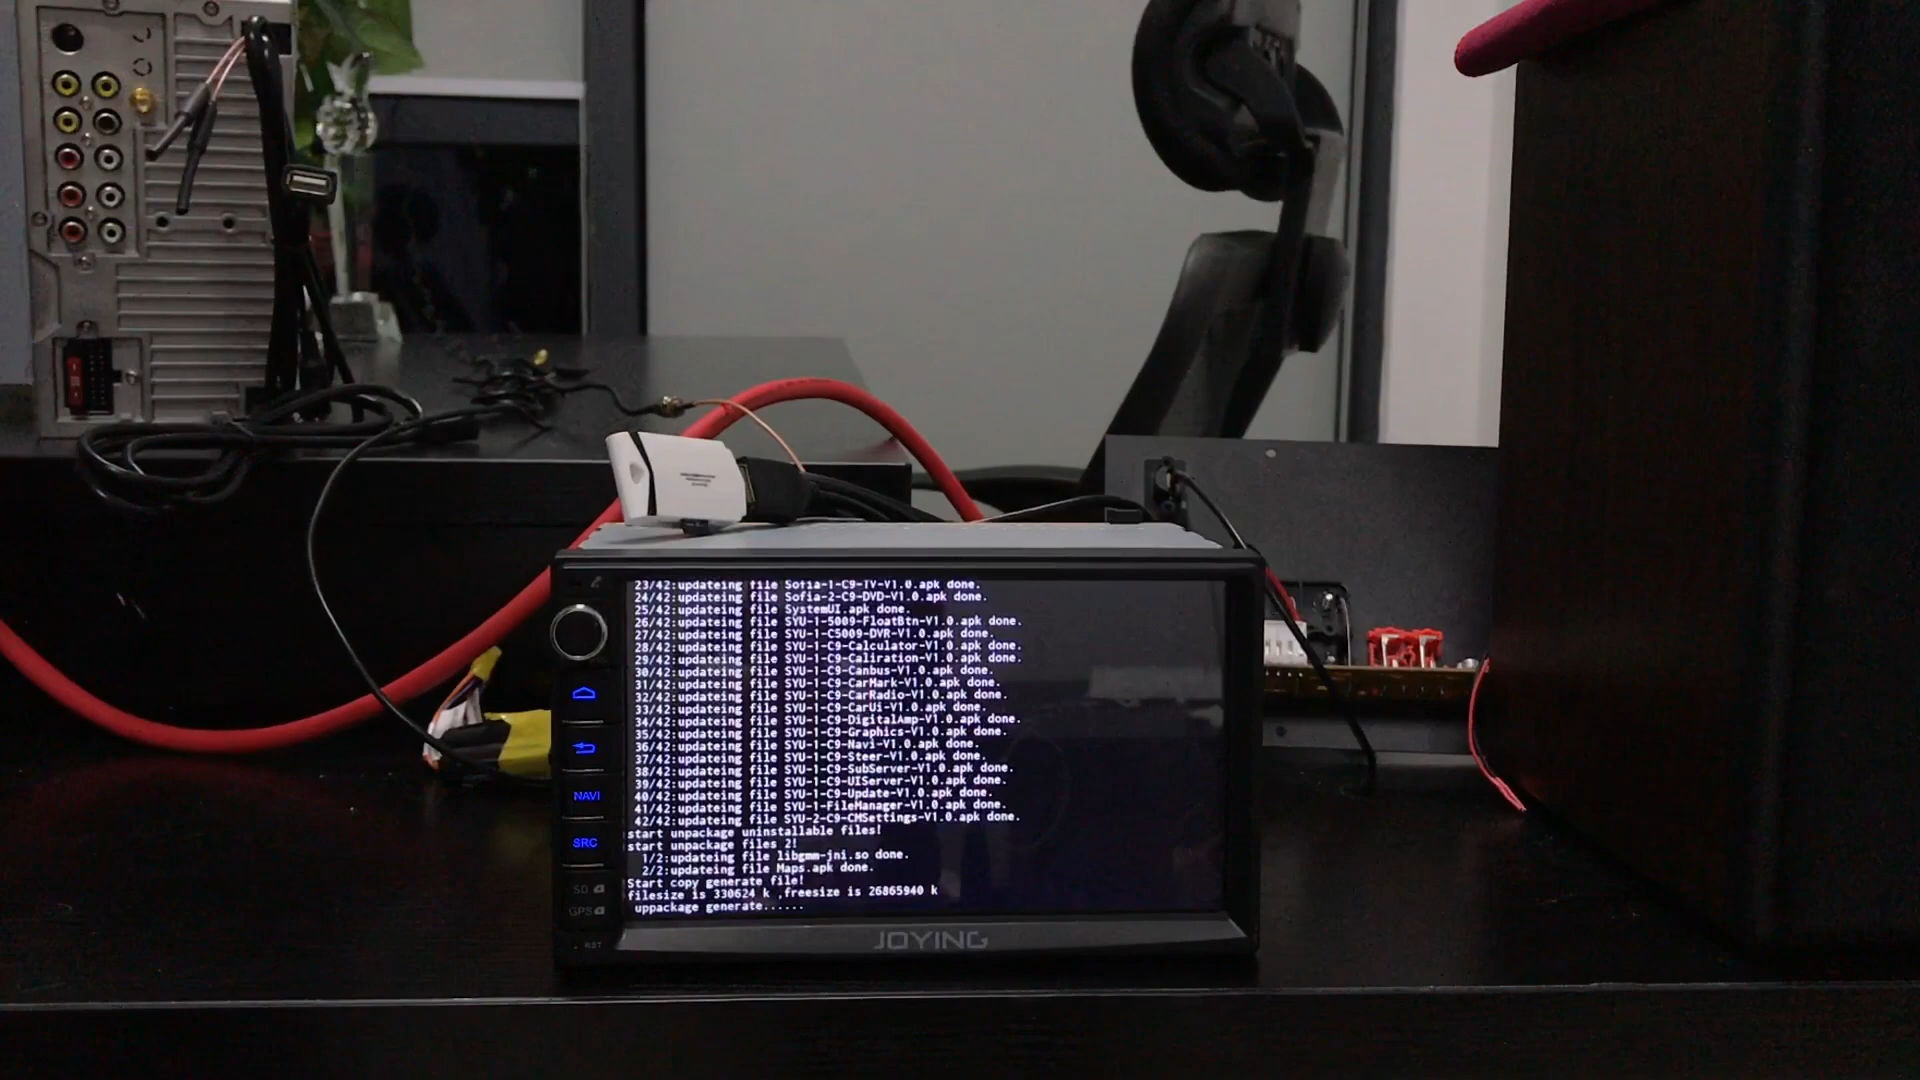 23/42:updateing file Sofia-1-C9-TV-V1.0.apk done.
24/42:updateing file Sofia-2-C9-DVD-V1.0.apk done.
25/42:updateing file SystemUI.apk done.
26/42:updateing file SYU-1-5009-FloatBtn-V1.0.apk done.
27/42:updateing file SYU-1-C5009-DVR-V1.0.apk done.
28/42:updateing file SYU-1-C9-Calculator-V1.0.apk done.
29/42:updateing file SYU-1-C9-Caliration-V1.0.apk done.
30/42:updateing file SYU-1-C9-Canbus-V1.0.apk done.
31/42:updateing file SYU-1-C9-CarMark-V1.0.apk done.
32/42:updateing file SYU-1-C9-CarRadio-V1.0.apk done.
33/42:updateing file SYU-1-C9-CarUi-V1.0.apk done.
34/42:updateing file SYU-1-C9-DigitalAmp-V1.0.apk done.
35/42:updateing file SYU-1-C9-Graphics-V1.0.apk done.
36/42:updateing file SYU-1-C9-Navi-V1.0.apk done.
37/42:updateing file SYU-1-C9-Steer-V1.0.apk done.
38/42:updateing file SYU-1-C9-SubServer-V1.0.apk done.
39/42:updateing file SYU-1-C9-UIServer-V1.0.apk done.
40/42:updateing file SYU-1-C9-Update-V1.0.apk done.
41/42:updateing file SYU-1-FileManager-V1.0.apk done.
42/42:updateing file SYU-2-C9-CMSettings-V1.0.apk done.
start unpackage uninstallable files!
start unpackage files 2!
1/2:updateing file libgmm-jni.so done.
2/2:updateing file Maps.apk done.
Start copy generate file!
filesize is 330624 k ,freesize is 26865940 k
uppackage generate......
NAVI
SRC
SD
GPS
RST
JOYING